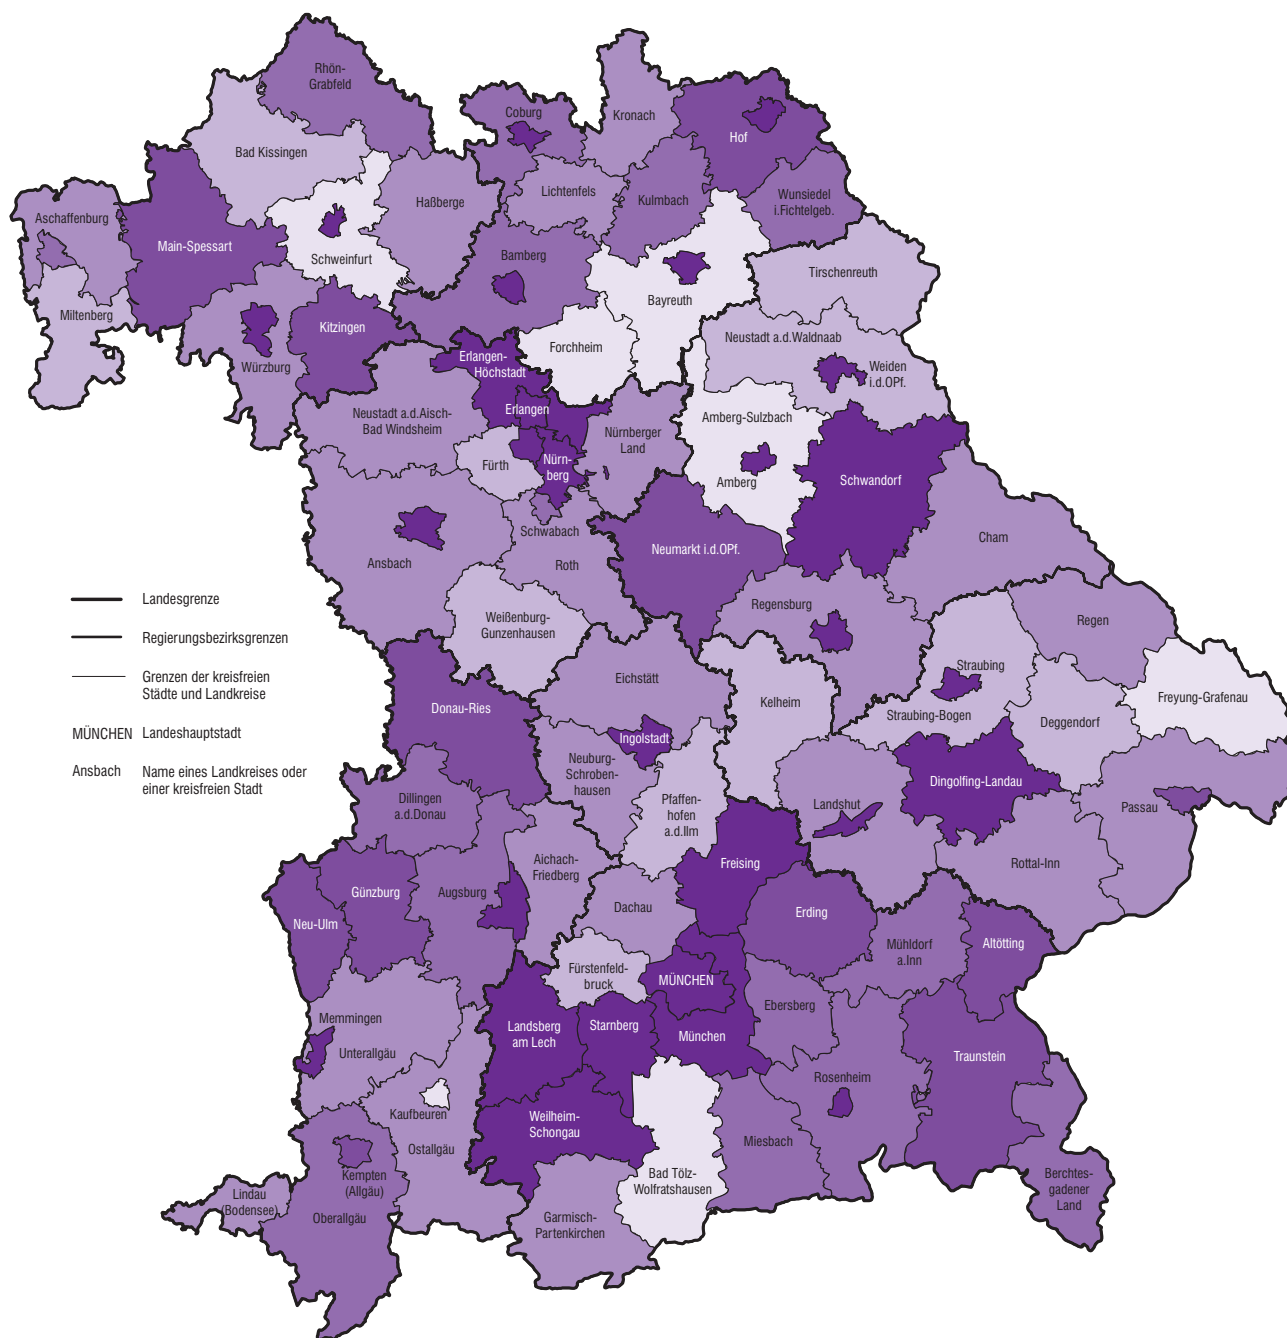 Rhön-
Grabfeld
Coburg
Kronach
Hof
Bad Kissingen
Lichtenfels
Kulmbach
Wunsiedel
i.Fichtelgeb.
Aschaffenburg
Haßberge
Main-Spessart
Schweinfurt
Bamberg
Bayreuth
Tirschenreuth
Miltenberg
Kitzingen
Würzburg
Forchheim
Neustadt a.d.Waldnaab
Weiden
i.d.OPf.
Erlangen-
Höchstadt
Erlangen
Neustadt a.d.Aisch-
Bad Windsheim
Nürnberger
Land
Amberg-Sulzbach
Amberg
Fürth
Nürn-
berg
Schwandorf
Schwabach
Roth
Ansbach
Neumarkt i.d.OPf.
Cham
Landesgrenze
Regierungsbezirksgrenzen
Grenzen der kreisfreien
Städte und Landkreise
MÜNCHEN Landeshauptstadt
Ansbach Name eines Landkreises oder
einer kreisfreien Stadt
Weißenburg-
Gunzenhausen
Regensburg
Regen
Straubing
Straubing-Bogen
Freyung-Grafenau
Eichstätt
Kelheim
Deggendorf
Donau-Ries
Ingolstadt
Neuburg-
Schroben-
hausen
Dingolfing-Landau
Dillingen
a.d.Donau
Pfaffen-
hofen
a.d.Ilm
Landshut
Passau
Aichach-
Friedberg
Freising
Rottal-Inn
Günzburg
Augsburg
Neu-Ulm
Dachau
Erding
Mühldorf
a.Inn
Altötting
Fürstenfeld-
bruck
MÜNCHEN
Ebersberg
Memmingen
Unterallgäu
Landsberg
am Lech
Starnberg
München
Traunstein
Rosenheim
Kaufbeuren
Ostallgäu
Weilheim-
Schongau
Miesbach
Bad Tölz-
Wolfratshausen
Kempten
(Allgäu)
Lindau
(Bodensee)
Oberallgäu
Garmisch-
Partenkirchen
Berchtes-
gadener
Land